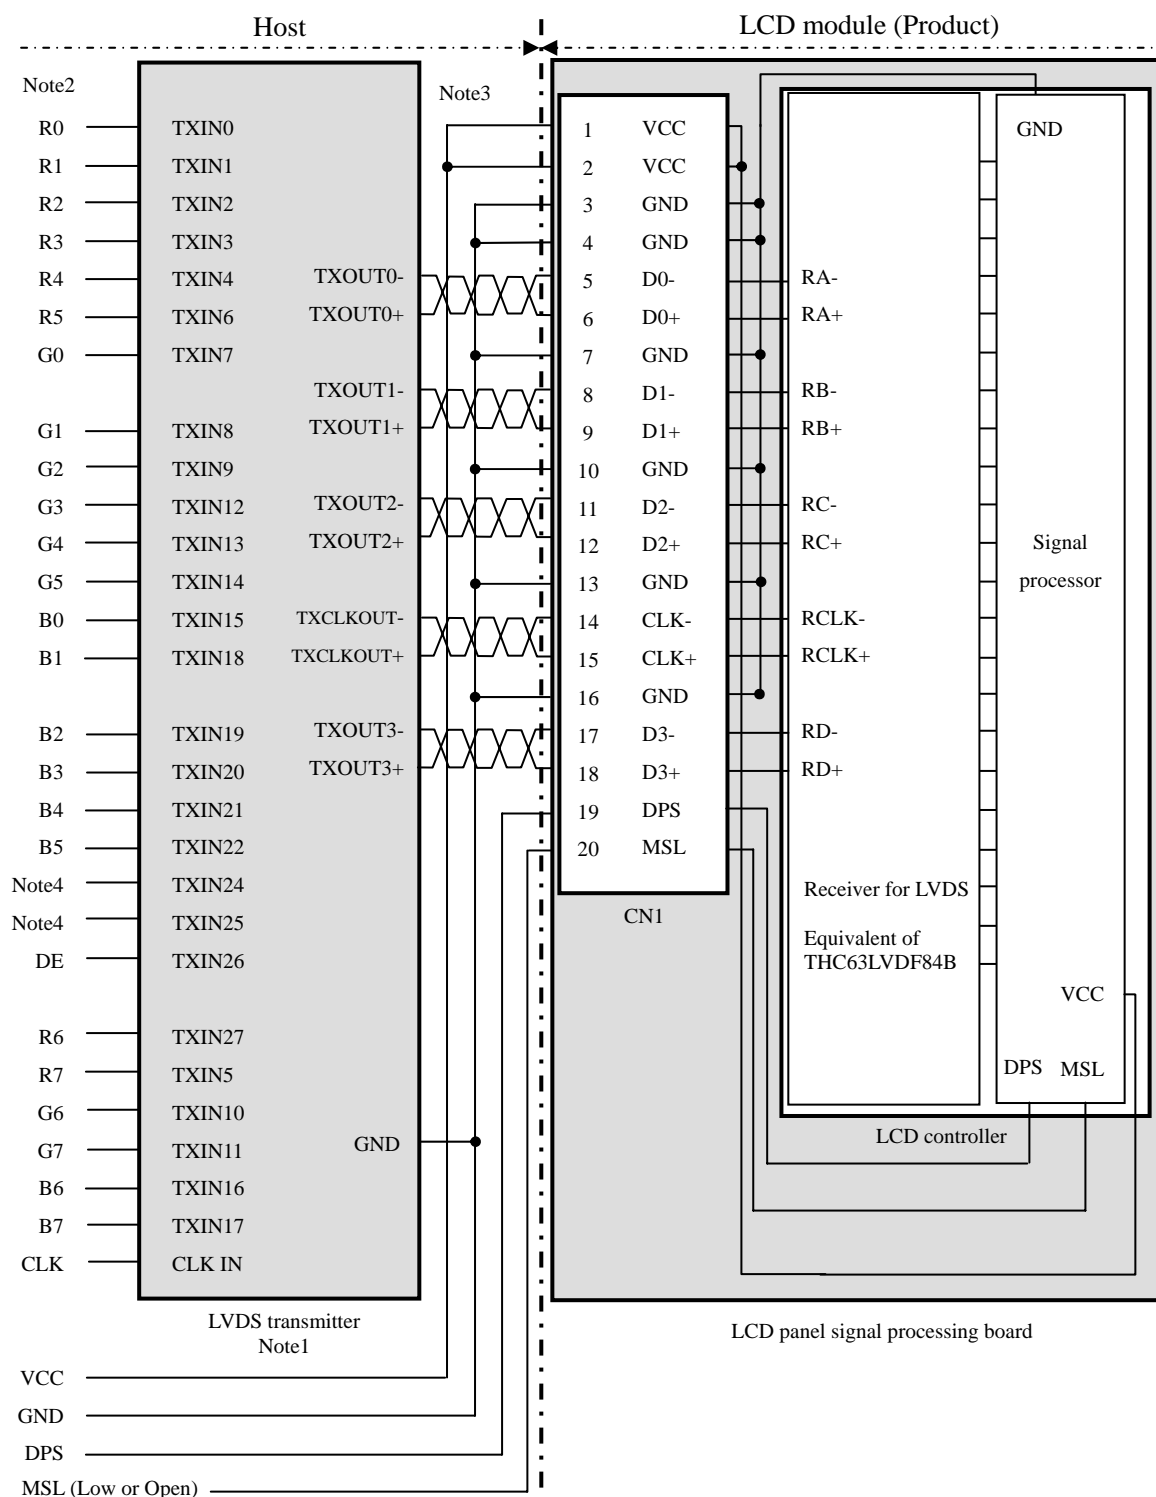 Host
LCD module (Product)
Note2
Note3
R0 TXIN0
R1 TXIN1
R2 TXIN2
R3 TXIN3
R4 TXIN4 TXOUT0-
R5 TXIN6 TXOUT0+
G0 TXIN7
TXOUT1-
G1 TXIN8 TXOUT1+
G2 TXIN9
G3 TXIN12 TXOUT2-
G4 TXIN13 TXOUT2+
G5 TXIN14
B0 TXIN15 TXCLKOUT-
B1 TXIN18 TXCLKOUT+
B2 TXIN19 TXOUT3-
B3 TXIN20 TXOUT3+
B4 TXIN21
B5 TXIN22
Note4 TXIN24
Note4 TXIN25
DE TXIN26
R6 TXIN27
R7 TXIN5
G6 TXIN10
G7 TXIN11 GND
B6 TXIN16
B7 TXIN17
CLK CLK IN
LVDS transmitter
Note1
VCC
GND
DPS
MSL (Low or Open)
1 VCC
2 VCC
3 GND
4 GND
5 D0-
6 D0+
7 GND
8 D1-
9 D1+
10 GND
11 D2-
12 D2+
13 GND
14 CLK-
15 CLK+
16 GND
17 D3-
18 D3+
19 DPS
20 MSL
CN1
RA-
RA+
RB-
RB+
RC-
RC+
RCLK-
RCLK+
RD-
RD+
Receiver for LVDS
Equivalent of
THC63LVDF84B
GND
Signal
processor
VCC
DPS MSL
LCD controller
LCD panel signal processing board